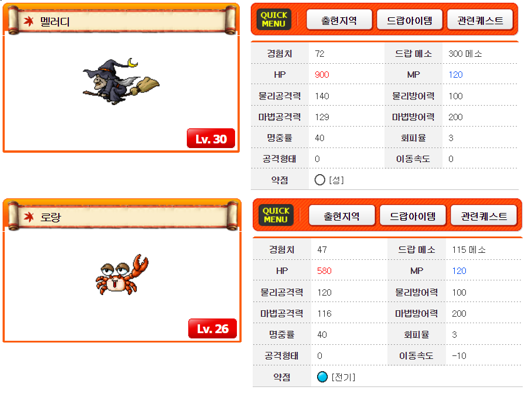 멜러디
Lv. 30
QUICK MENU
출현지역 드랍아이템 관련퀘스트
경험치 72 드랍 메소 300 메소
HP 900 MP 120
물리공격력 140 물리방어력 100
마법공격력 129 마법방어력 200
명중률 40 회피율 3
공격형태 0 이동속도 0
약점 [성]
로랑
Lv. 26
QUICK MENU
출현지역 드랍아이템 관련퀘스트
경험치 47 드랍 메소 115 메소
HP 580 MP 120
물리공격력 120 물리방어력 100
마법공격력 116 마법방어력 200
명중률 40 회피율 3
공격형태 0 이동속도 -10
약점 [전기]